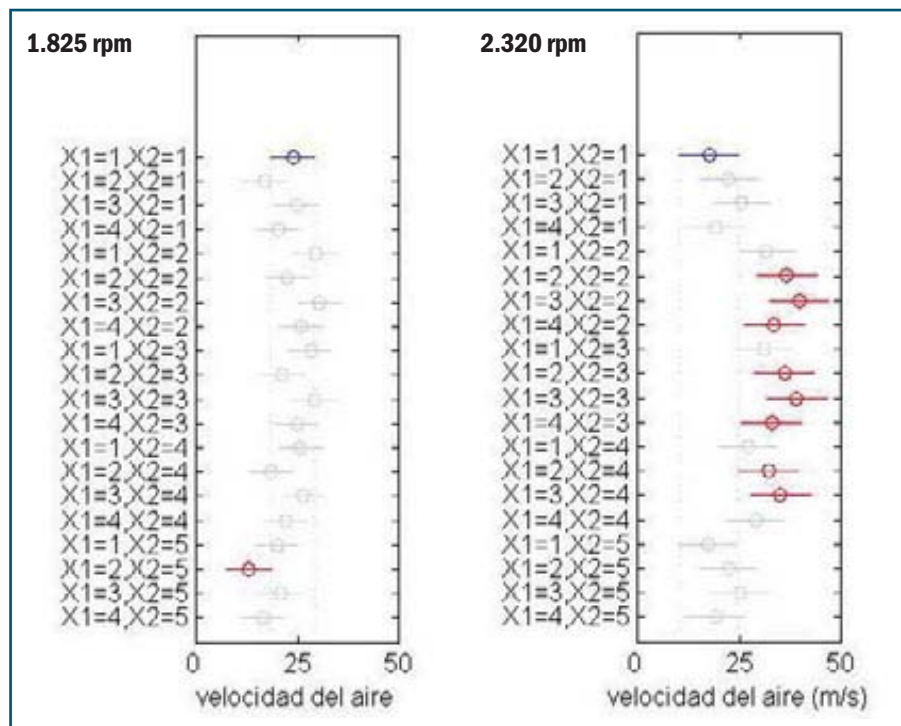 1.825 rpm
X1=1,X2=1
X1=2,X2=1
X1=3,X2=1
X1=4,X2=1
X1=1,X2=2
X1=2,X2=2
X1=3,X2=2
X1=4,X2=2
X1=1,X2=3
X1=2,X2=3
X1=3,X2=3
X1=4,X2=3
X1=1,X2=4
X1=2,X2=4
X1=3,X2=4
X1=4,X2=4
X1=1,X2=5
X1=2,X2=5
X1=3,X2=5
X1=4,X2=5
0 25 50
velocidad del aire
2.320 rpm
X1=1,X2=1
X1=2,X2=1
X1=3,X2=1
X1=4,X2=1
X1=1,X2=2
X1=2,X2=2
X1=3,X2=2
X1=4,X2=2
X1=1,X2=3
X1=2,X2=3
X1=3,X2=3
X1=4,X2=3
X1=1,X2=4
X1=2,X2=4
X1=3,X2=4
X1=4,X2=4
X1=1,X2=5
X1=2,X2=5
X1=3,X2=5
X1=4,X2=5
0 25 50
velocidad del aire (m/s)